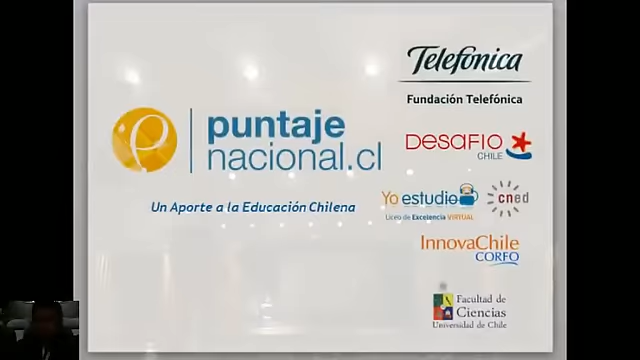 puntaje
nacional.cl
Un Aporte a la Educación Chilena
Telefónica
Fundación Telefónica
DESAFIO
CHILE
Yo estudio
Liceo de Excelencia VIRTUAL
cned
InnovaChile
CORFO
Facultad de
Ciencias
Universidad de Chile